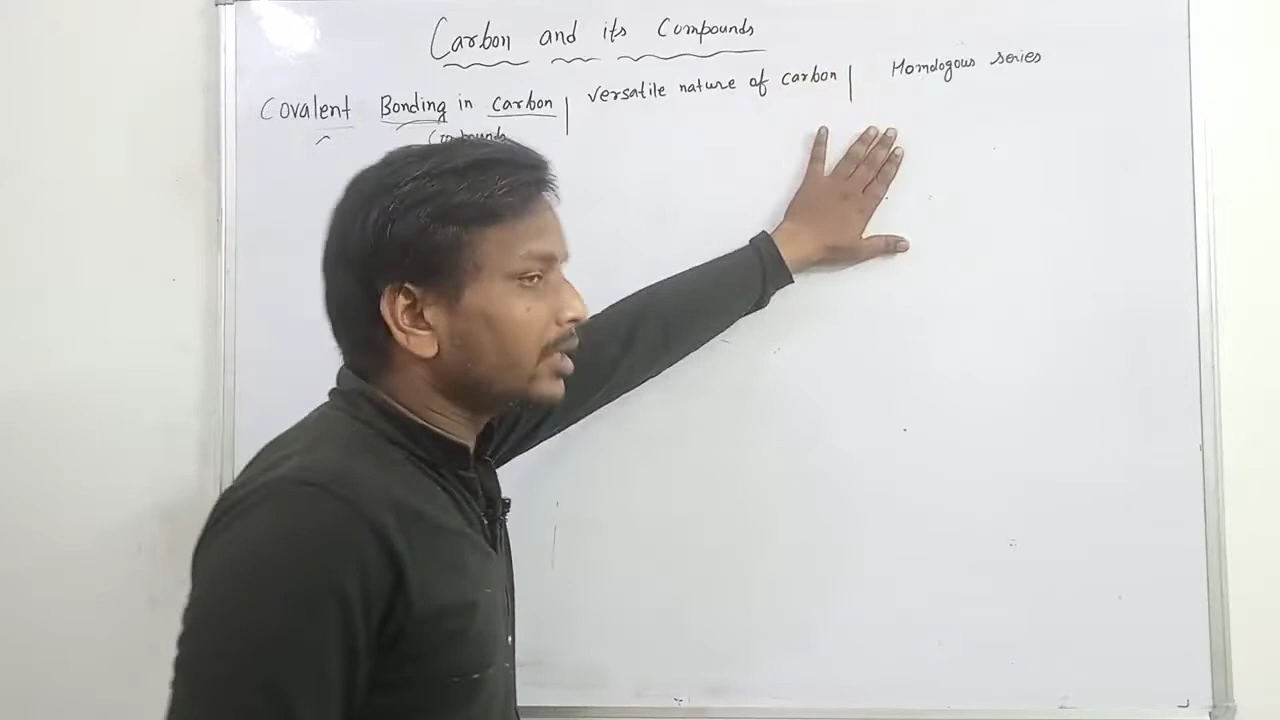 Carbon and its Compounds
Covalent Bonding in Carbon | Versatile nature of carbon | Homologous series
Compounds